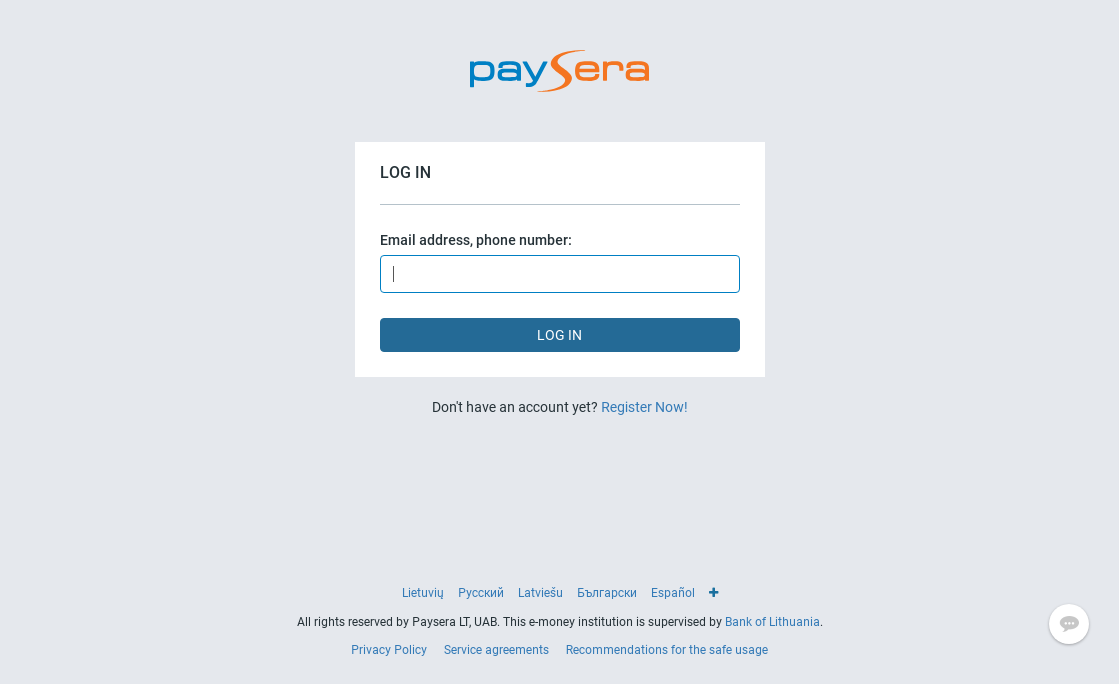 paysera
LOG IN
Email address, phone number:
LOG IN
Don't have an account yet? Register Now!
Lietuvių Русский Latviešu Български Español
All rights reserved by Paysera LT, UAB. This e-money institution is supervised by Bank of Lithuania.
Privacy Policy Service agreements Recommendations for the safe usage